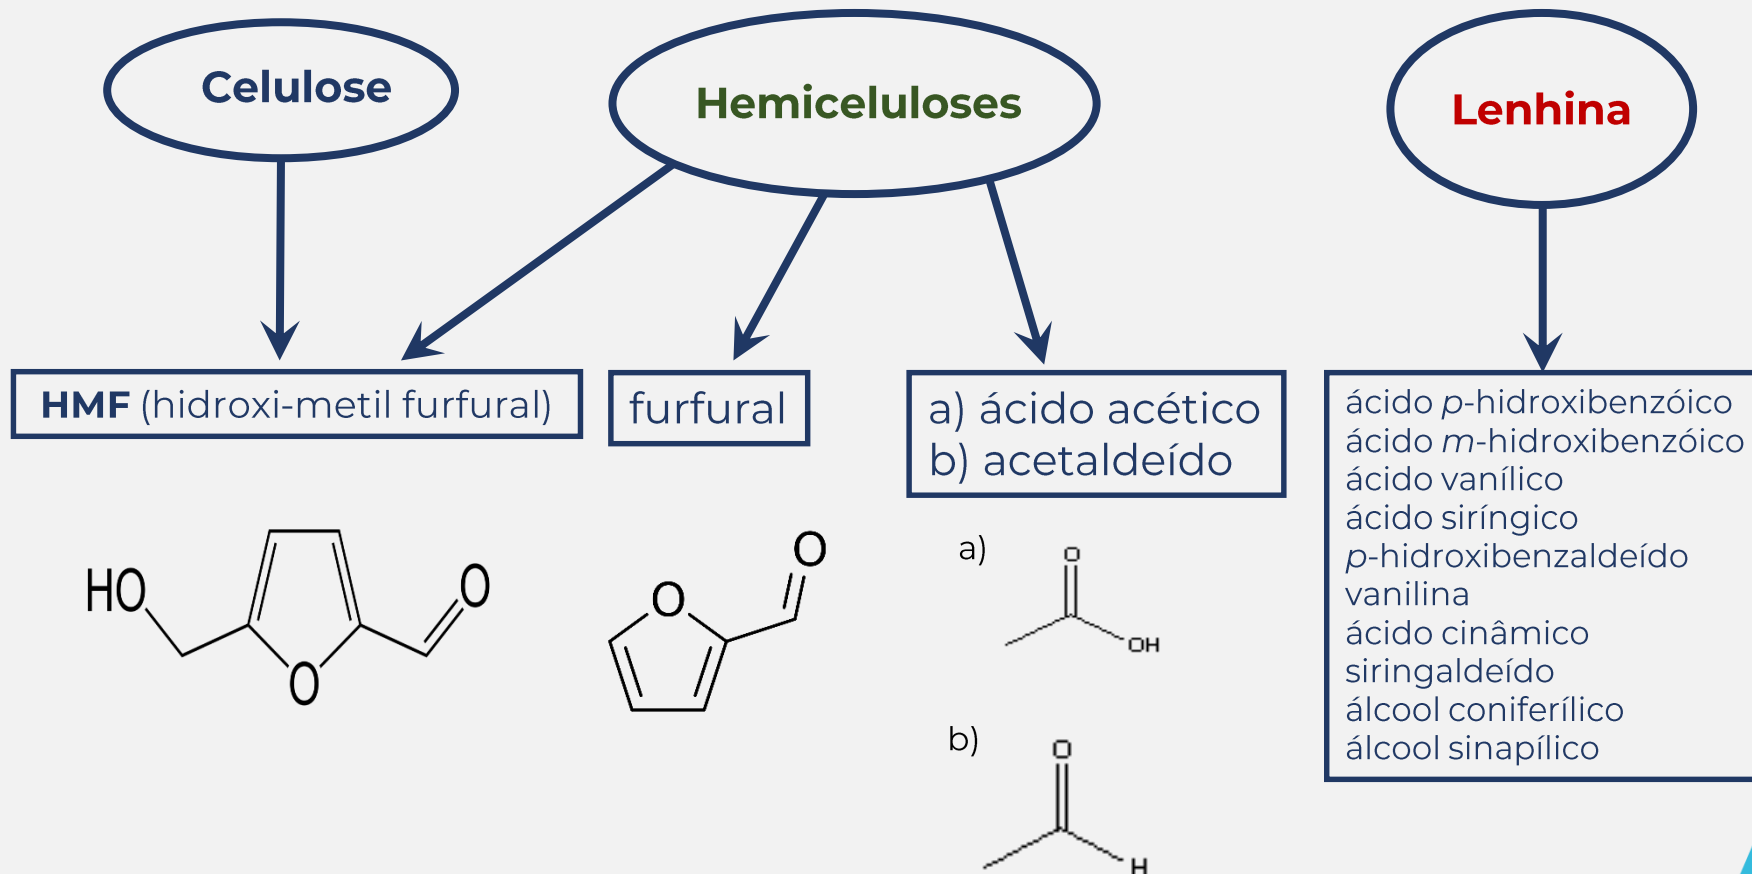 Celulose
Hemiceluloses
Lenhina
HMF (hidroxi-metil furfural)
furfural
a) ácido acético
b) acetaldeído
ácido p-hidroxibenzóico
ácido m-hidroxibenzóico
ácido vanílico
ácido siríngico
p-hidroxibenzaldeído
vanilina
ácido cinâmico
siringaldeído
álcool coniferílico
álcool sinapílico
HO
O
O
O
O
a)
O
OH
b)
O
H